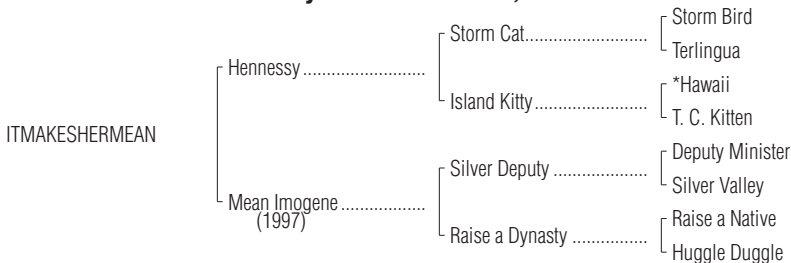 Storm Bird
Storm Cat..............................
Terlingua
Hennessy ..............................
*Hawaii
Island Kitty............................
T. C. Kitten
ITMAKESHERMEAN
Deputy Minister
Silver Deputy .......................
Silver Valley
Mean Imogene.....................
(1997)
Raise a Native
Raise a Dynasty ..................
Huggle Duggle